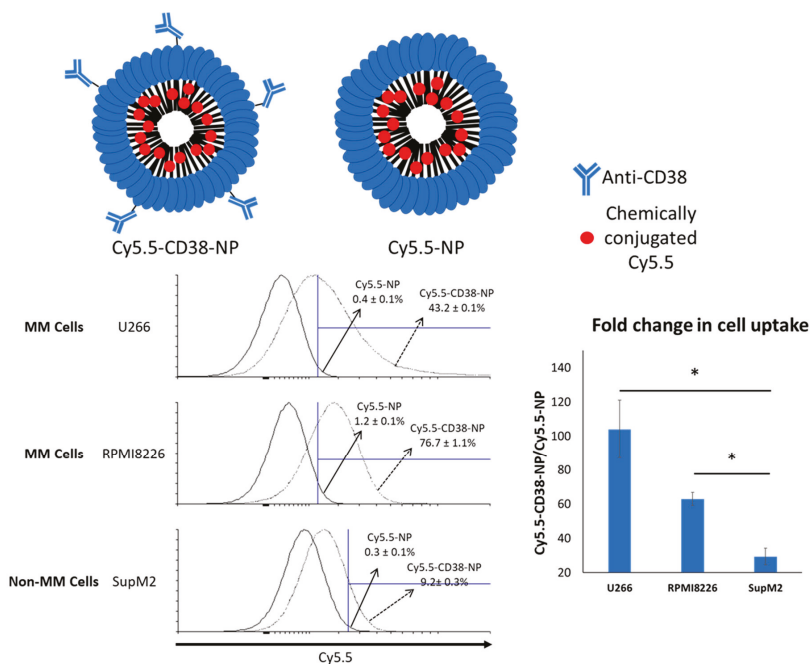 Cy5.5-CD38-NP
Cy5.5-NP
Anti-CD38
Chemically
conjugated
Cy5.5
MM Cells
U266
Cy5.5-NP
0.4 ± 0.1%
Cy5.5-CD38-NP
43.2 ± 0.1%
MM Cells
RPMI8226
Cy5.5-NP
1.2 ± 0.1%
Cy5.5-CD38-NP
76.7 ± 1.1%
Non-MM Cells
SupM2
Cy5.5-NP
0.3 ± 0.1%
Cy5.5-CD38-NP
9.2± 0.3%
Cy5.5
Fold change in cell uptake
Cy5.5-CD38-NP/Cy5.5-NP
140
120
100
80
60
40
20
*
*
U266
RPMI8226
SupM2